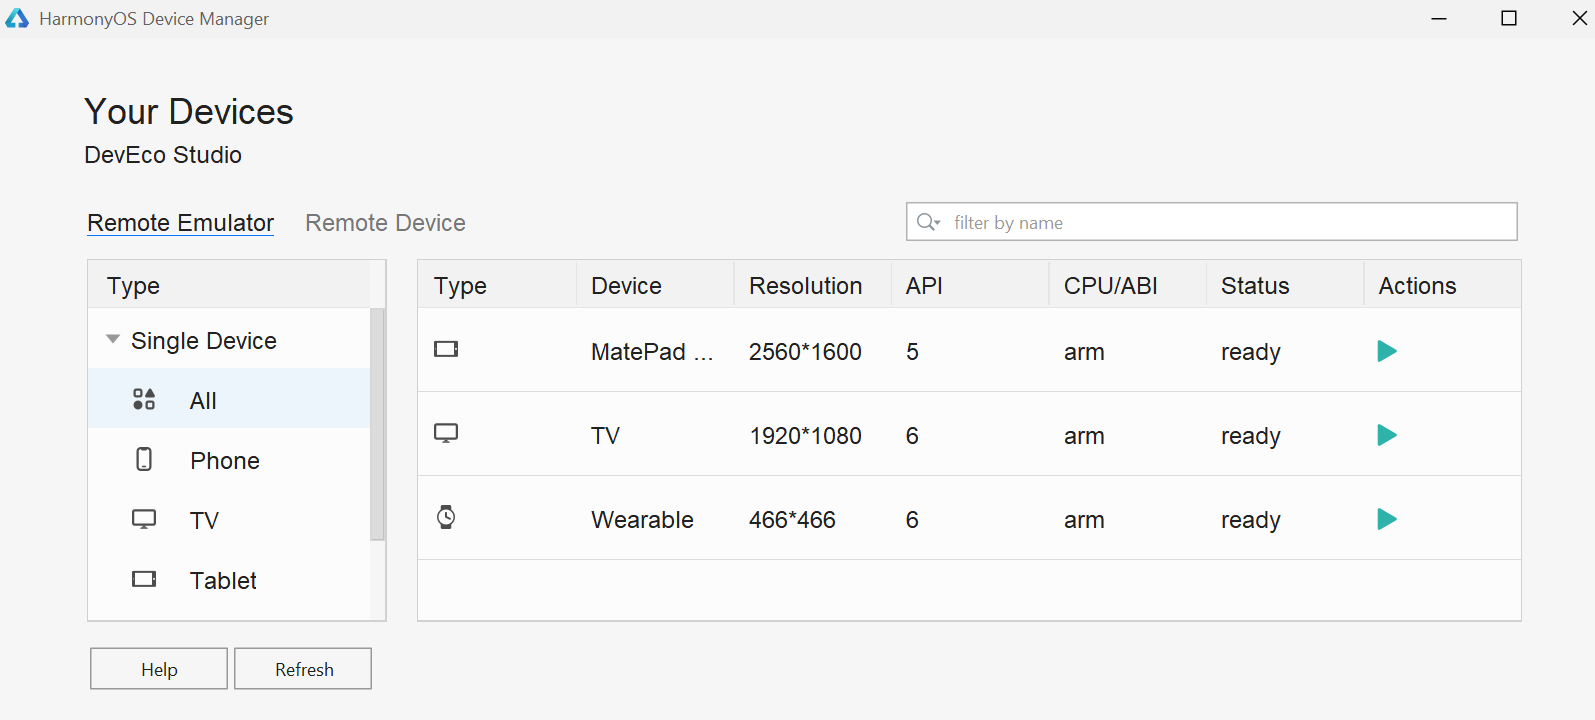 HarmonyOS Device Manager
Your Devices
DevEco Studio
Remote Emulator Remote Device filter by name
Type
Single Device
All
Phone
TV
Tablet
Type Device Resolution API CPU/ABI Status Actions
MatePad ... 2560*1600 5 arm ready
TV 1920*1080 6 arm ready
Wearable 466*466 6 arm ready
Help Refresh